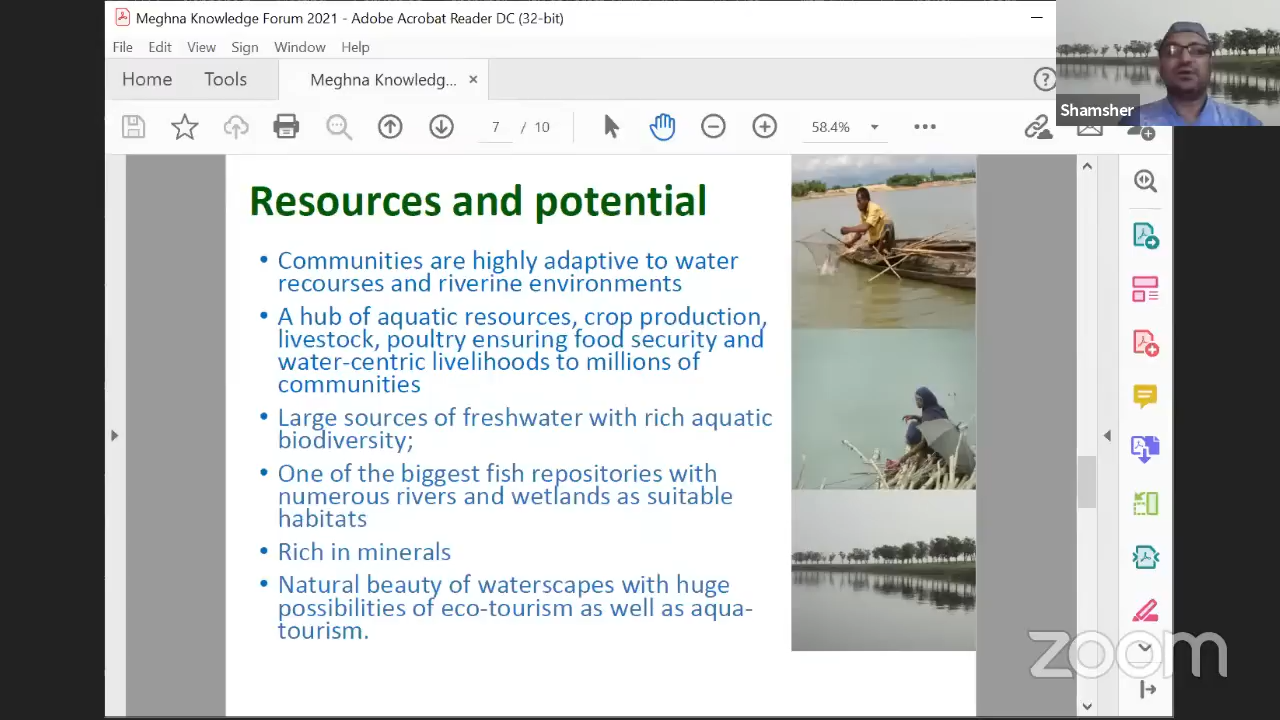 Meghna Knowledge Forum 2021 - Adobe Acrobat Reader DC (32-bit)
File Edit View Sign Window Help
Home Tools Meghna Knowledg... ×
Shamsher
7 / 10 58.4%
Resources and potential
• Communities are highly adaptive to water
recourses and riverine environments
• A hub of aquatic resources, crop production,
livestock, poultry ensuring food security and
water-centric livelihoods to millions of
communities
• Large sources of freshwater with rich aquatic
biodiversity;
• One of the biggest fish repositories with
numerous rivers and wetlands as suitable
habitats
• Rich in minerals
• Natural beauty of waterscapes with huge
possibilities of eco-tourism as well as aqua-
tourism.
zoom